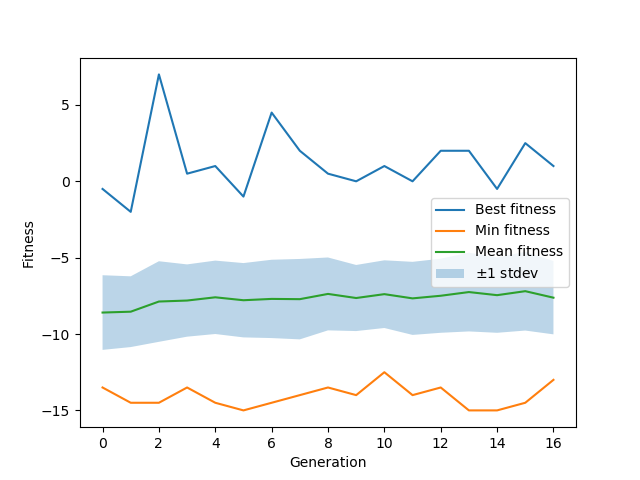 5
0
−5
−10
−15
Fitness
Best fitness
Min fitness
Mean fitness
±1 stdev
0 2 4 6 8 10 12 14 16
Generation